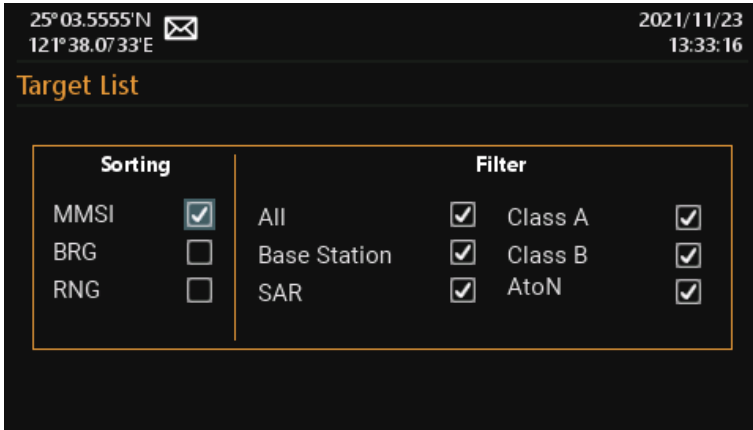 25°03.5555'N
121°38.0733'E
2021/11/23
13:33:16
Target List
Sorting
MMSI
BRG
RNG
Filter
All
Class A
Base Station
Class B
SAR
AtoN